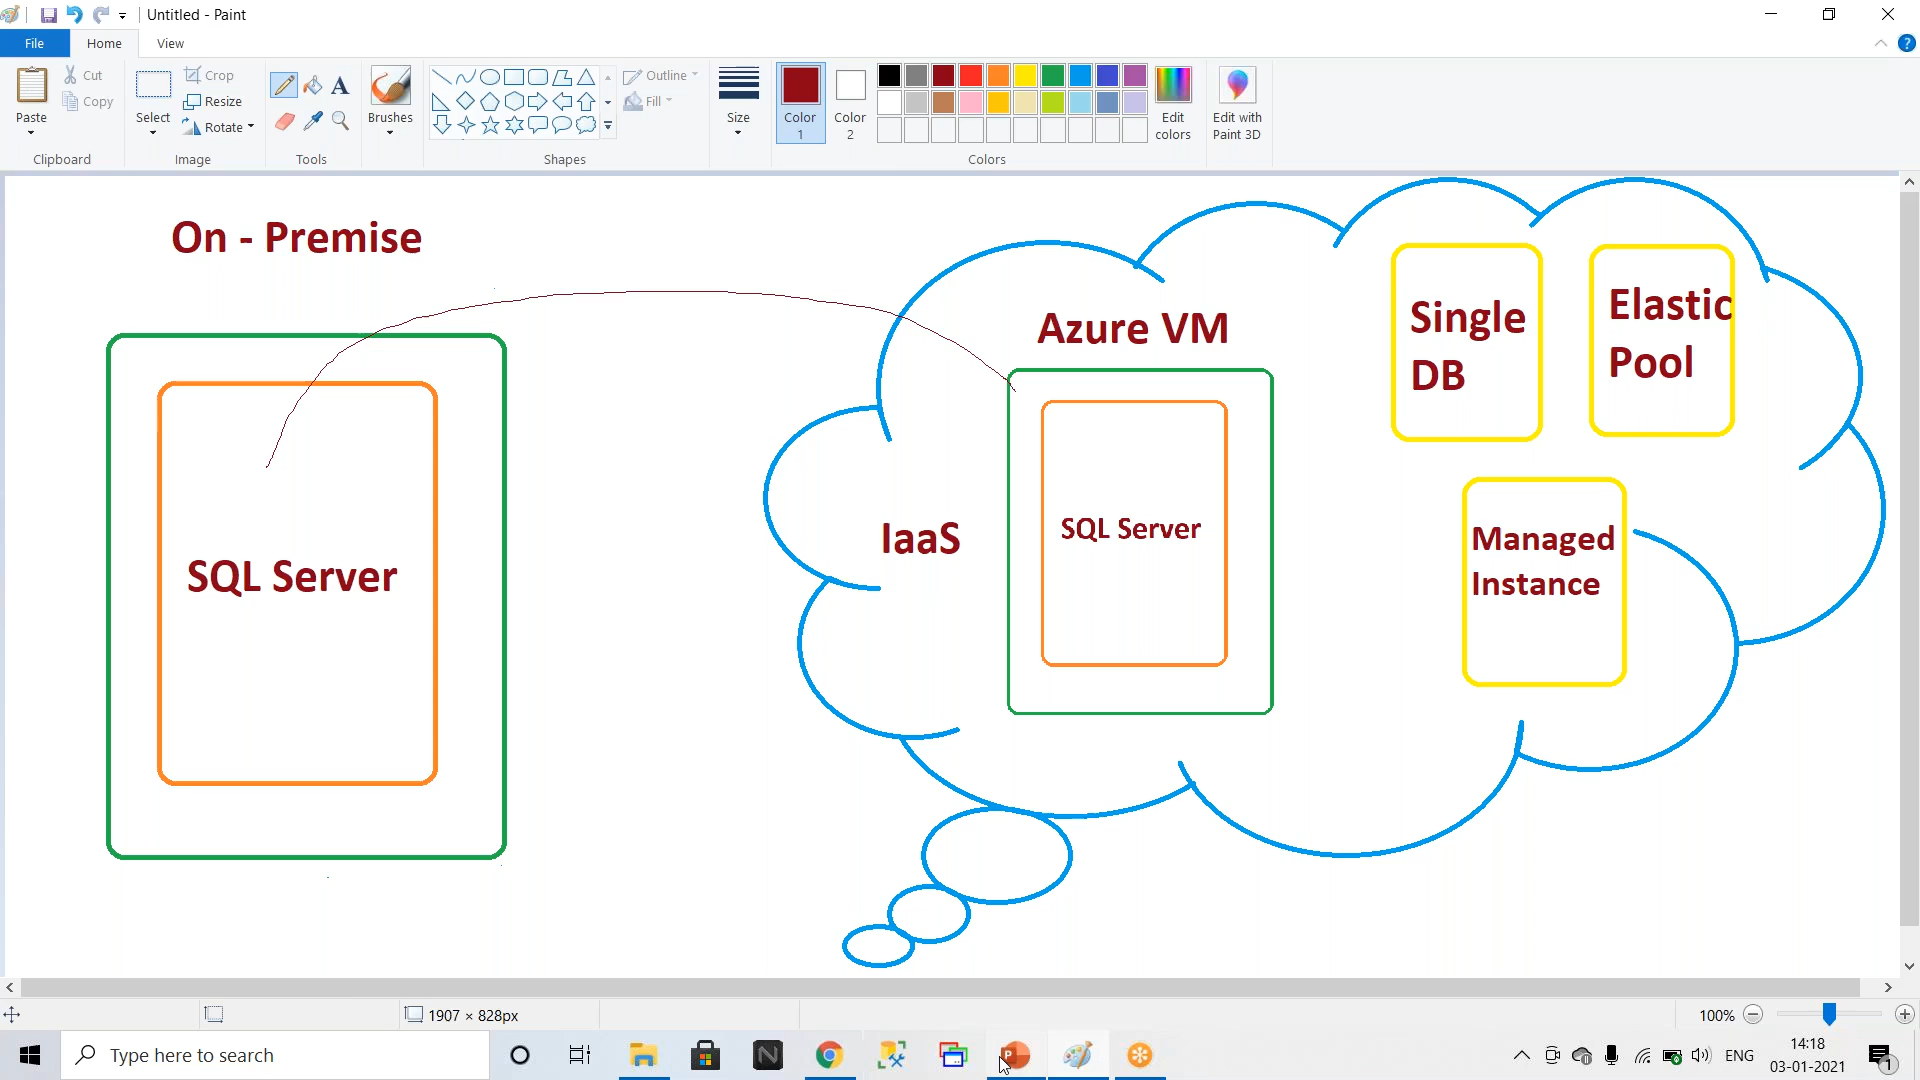 Untitled - Paint
File
Home
View
Paste
Cut
Copy
Clipboard
Select
Crop
Resize
Rotate
Image
Tools
Brushes
Shapes
Outline
Fill
Size
Color
1
Color
2
Edit
colors
Colors
Edit with
Paint 3D
On - Premise
SQL Server
IaaS
Azure VM
SQL Server
Single
DB
Elastic
Pool
Managed
Instance
1907 × 828px
100%
Type here to search
ENG
14:18
03-01-2021
1